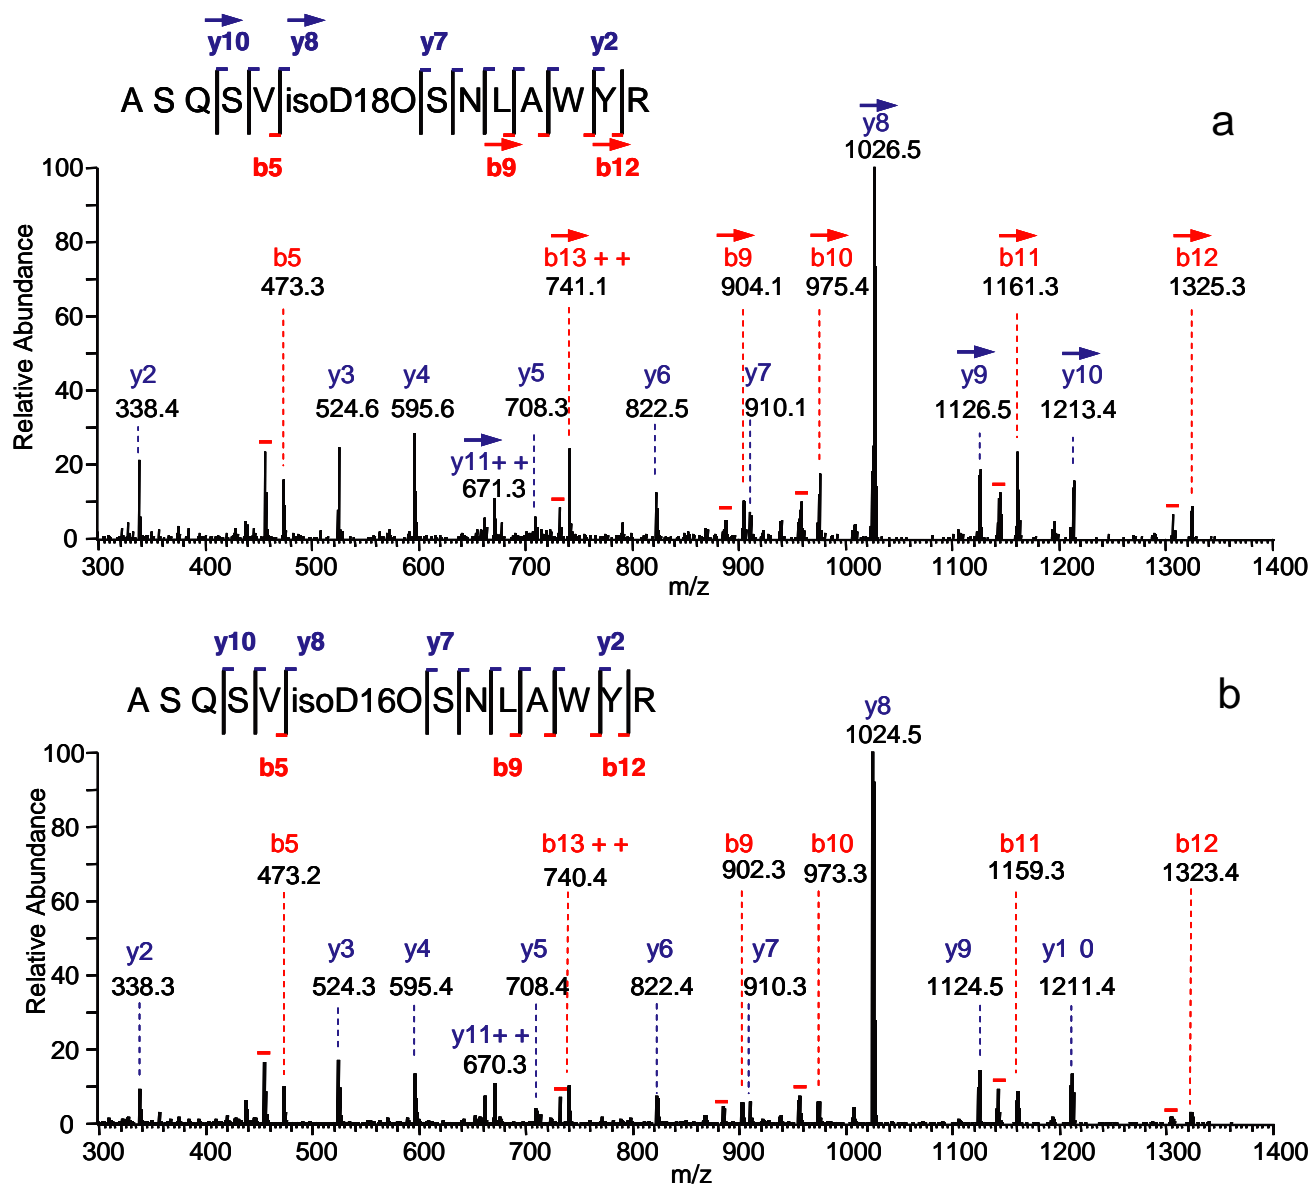 y10 y8 y7 y2
A S Q S V isoD18O S N L A W Y R
b5 b9 b12
a
y8
1026.5
b5 b13 + + b9 b10 b11 b12
473.3 741.1 904.1 975.4 1161.3 1325.3
y2 y3 y4 y5 y6 y7 y9 y10
338.4 524.6 595.6 708.3 822.5 910.1 1126.5 1213.4
y11+ +
671.3
Relative Abundance
100
80
60
40
20
0
300 400 500 600 700 800 900 1000 1100 1200 1300 1400
m/z
y10 y8 y7 y2
A S Q S V isoD16O S N L A W Y R
b5 b9 b12
b
y8
1024.5
b5 b13 + + b9 b10 b11 b12
473.2 740.4 902.3 973.3 1159.3 1323.4
y2 y3 y4 y5 y6 y7 y9 y1 0
338.3 524.3 595.4 708.4 822.4 910.3 1124.5 1211.4
y11+ +
670.3
Relative Abundance
100
80
60
40
20
0
300 400 500 600 700 800 900 1000 1100 1200 1300 1400
m/z